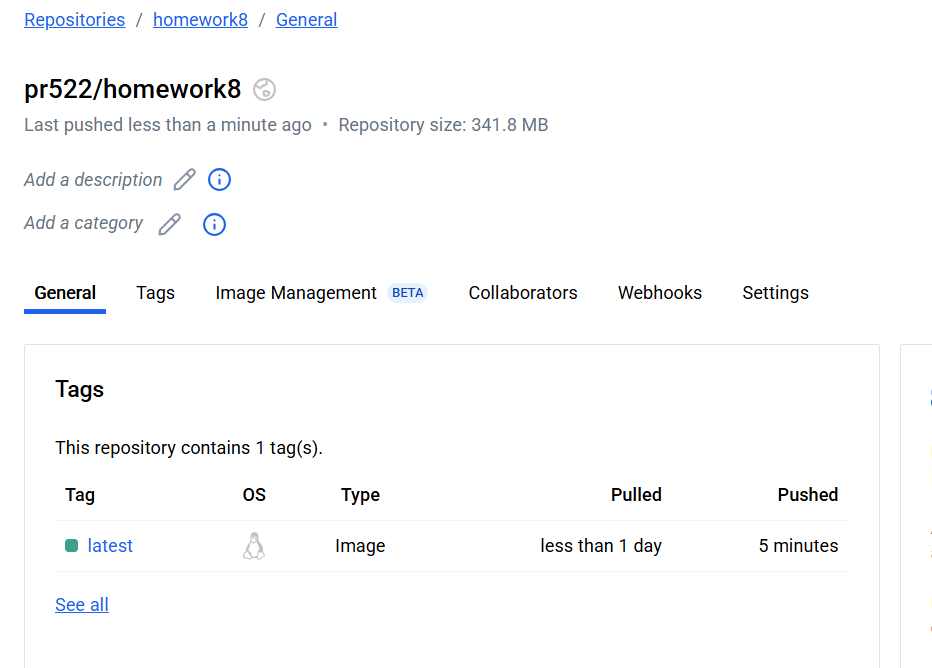 Repositories / homework8 / General
pr522/homework8
Last pushed less than a minute ago • Repository size: 341.8 MB
Add a description
Add a category
General Tags Image Management BETA Collaborators Webhooks Settings
Tags
This repository contains 1 tag(s).
Tag OS Type Pulled Pushed
latest Image less than 1 day 5 minutes
See all